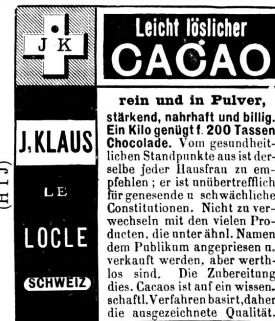 J K
Leicht löslicher
CACAO
J. KLAUS
LE
LOCLE
SCHWEIZ
(H I J)
rein und in Pulver,
stärkend, nahrhaft und billig.
Ein Kilo genügt f. 200 Tassen
Chocolade. Vom gesundheit-
lichen Standpunkte aus ist der-
selbe jeder Hausfrau zu em-
pfehlen ; er ist unübertrefflich
für genesende u schwächliche
Constitutionen. Nicht zu ver-
wechseln mit den vielen Pro-
ducten, die unter ähnl. Namen
dem Publikum angepriesen u.
verkauft werden, aber werth-
los sind. Die Zubereitung
dies. Cacaos ist auf ein wissen.
schaftl. Verfahren basirt, daher
die ausgezeichnete Qualität.